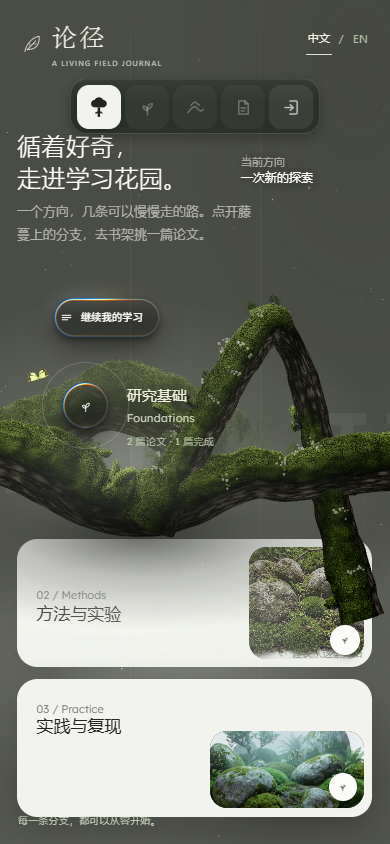 论径
A LIVING FIELD JOURNAL
中文 / EN
循着好奇，
走进学习花园。
当前方向
一次新的探索
一个方向，几条可以慢慢走的路。点开藤
蔓上的分支，去书架挑一篇论文。
继续我的学习
研究基础
Foundations
2 篇论文 · 1 篇完成
02 / Methods
方法与实验
03 / Practice
实践与复现
每一条分支，都可以从容开始。